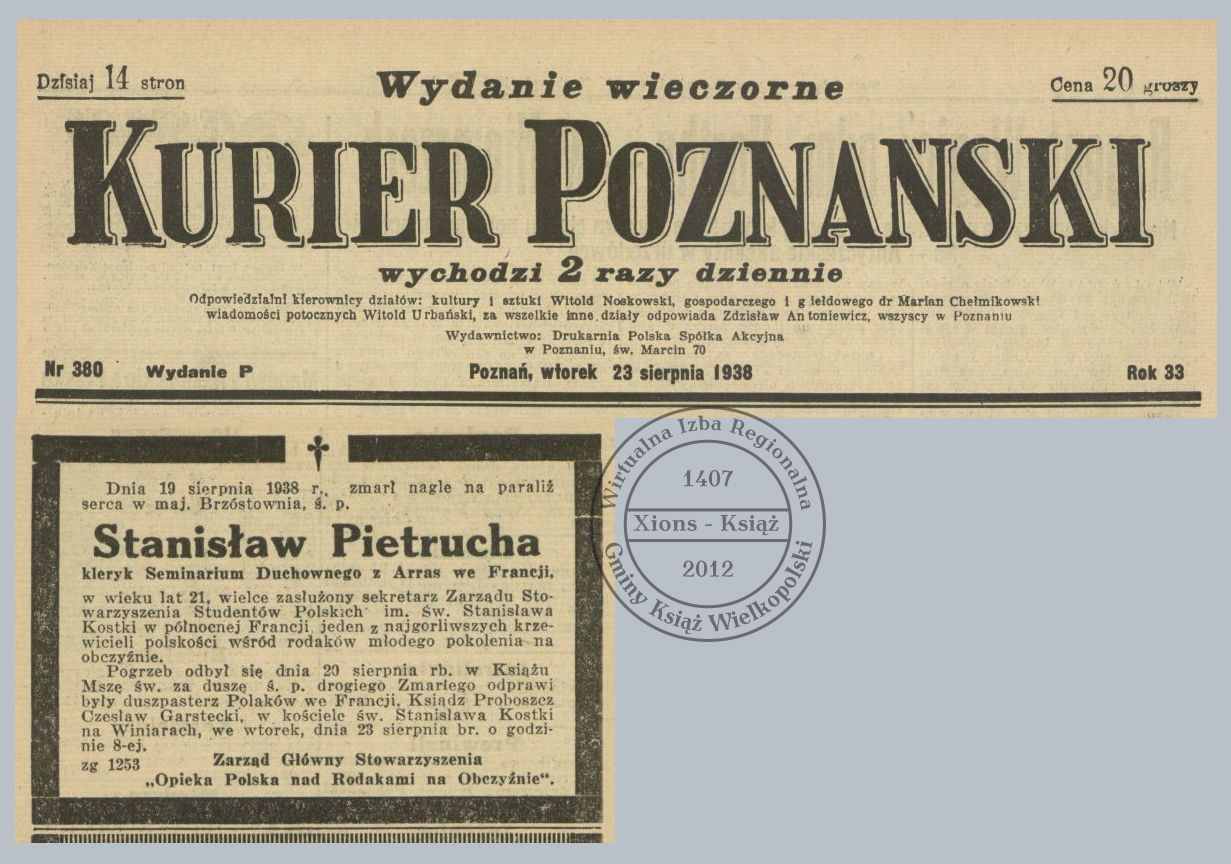 Dzisiaj 14 stron
Wydanie wieczorne
Cena 20 groszy
KURIER POZNAŃSKI
wychodzi 2 razy dziennie
Odpowiedzialni kierownicy działów: kultury i sztuki Witold Noskowski, gospodarczego i giełdowego dr Marian Chełmikowski
wiadomości potocznych Witold Urbański, za wszelkie inne działy odpowiada Zdzisław Antoniewicz, wszyscy w Poznaniu
Wydawnictwo: Drukarnia Polska Spółka Akcyjna
w Poznaniu, św. Marcin 70
Nr 380 Wydanie P
Poznań, wtorek 23 sierpnia 1938
Rok 33
Dnia 19 sierpnia 1938 r., zmarł nagle na paraliż
serca w maj. Brzóstownia, ś. p.
Stanisław Pietrucha
kleryk Seminarium Duchownego z Arras we Francji,
w wieku lat 21, wielce zasłużony sekretarz Zarządu Sto-
warzyszenia Studentów Polskich im. Św. Stanisława
Kostki w północnej Francji, jeden z najgorliwszych krze-
wicieli polskości wśród rodaków młodego pokolenia na
obczyźnie.
Pogrzeb odbył się dnia 20 sierpnia rb. w Książu
Mszę św. za duszę ś. p. drogiego Zmarłego odprawi
były duszpasterz Polaków we Francji, Ksiądz Proboszcz
Czesław Garstecki, w kościele św. Stanisława Kostki
na Winiarach, we wtorek, dnia 23 sierpnia br. o godzi-
nie 8-ej.
zg 1253
Zarząd Główny Stowarzyszenia
„Opieka Polska nad Rodakami na Obczyźnie“.
Wirtualna Izba Regionalna
1407
Xions - Książ
2012
Gminy Książ Wielkopolski